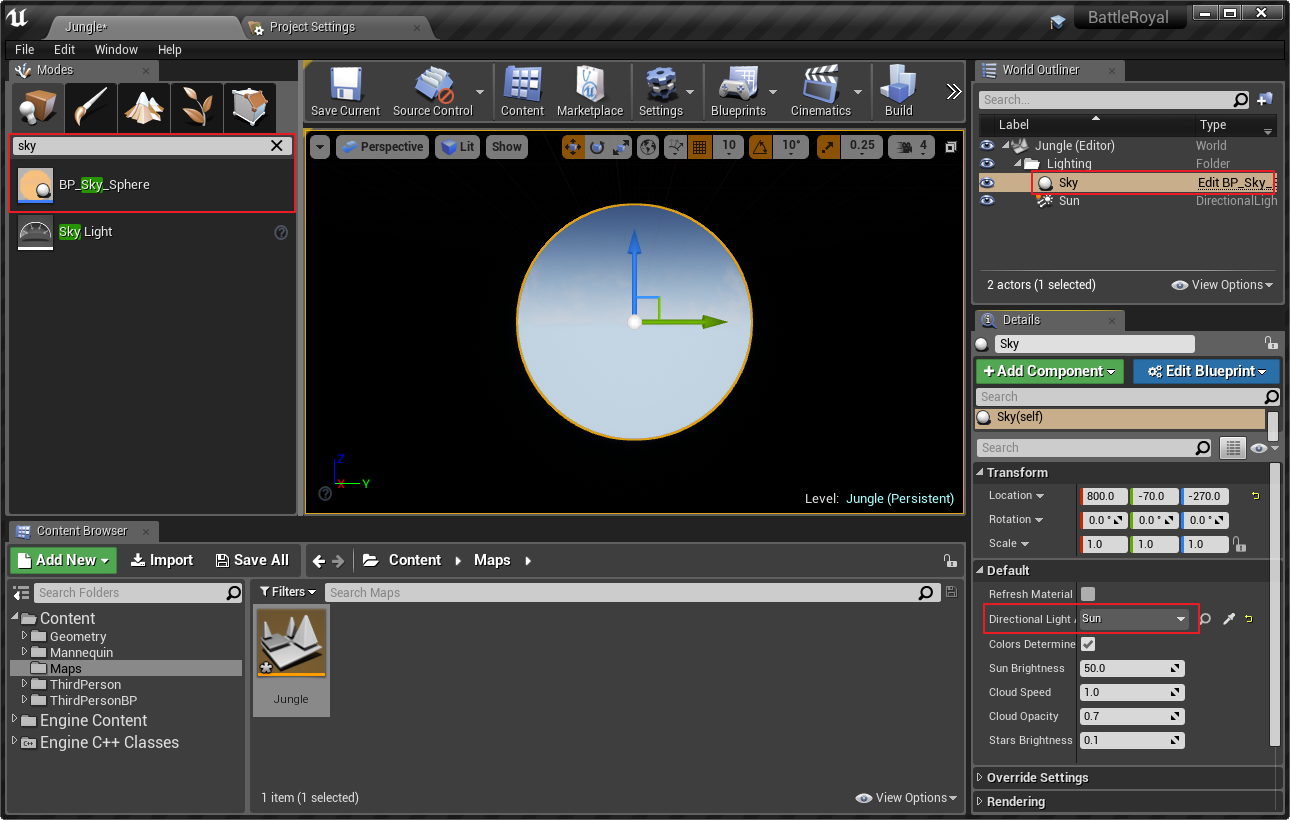 Jungle*
Project Settings
BattleRoyal
File Edit Window Help
Modes
sky
BP_Sky_Sphere
Sky Light
Save Current
Source Control
Content
Marketplace
Settings
Blueprints
Cinematics
Build
Perspective
Lit
Show
10
10°
0.25
4
Z
X
Y
Level: Jungle (Persistent)
World Outliner
Search...
Label
Type
Jungle (Editor) World
Lighting Folder
Sky Edit BP_Sky_
Sun DirectionalLigh
2 actors (1 selected)
View Options
Details
Sky
Add Component
Edit Blueprint
Search
Sky(self)
Search
Transform
Location 800.0 -70.0 -270.0
Rotation 0.0 ° 0.0 ° 0.0 °
Scale 1.0 1.0 1.0
Default
Refresh Material
Directional Light Sun
Colors Determine
Sun Brightness 50.0
Cloud Speed 1.0
Cloud Opacity 0.7
Stars Brightness 0.1
Override Settings
Rendering
Content Browser
Add New
Import
Save All
Content
Maps
Search Folders
Filters
Search Maps
Content
Geometry
Mannequin
Maps
ThirdPerson
ThirdPersonBP
Engine Content
Engine C++ Classes
Jungle
1 item (1 selected)
View Options